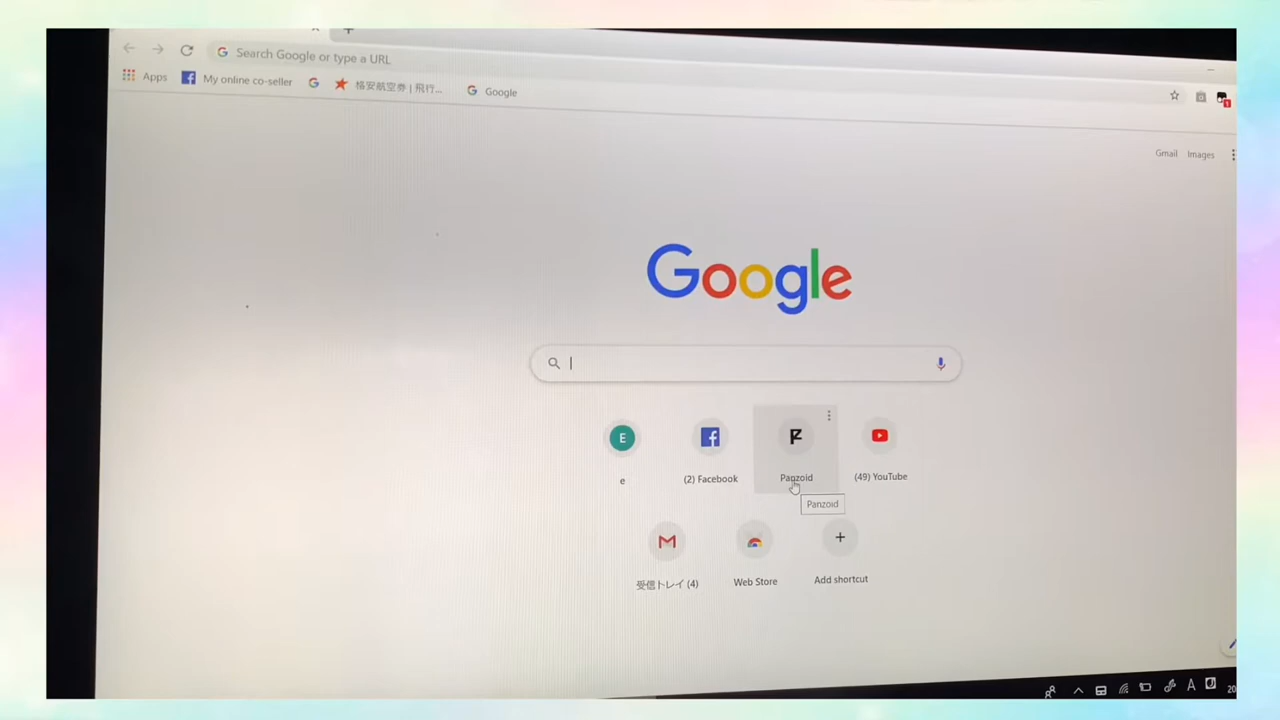 Search Google or type a URL
Apps
My online co-seller
格安航空券 | 飛行...
Google
Gmail
Images
Google
E
e
(2) Facebook
Panzoid
(49) YouTube
Panzoid
受信トレイ (4)
Web Store
Add shortcut
A
20